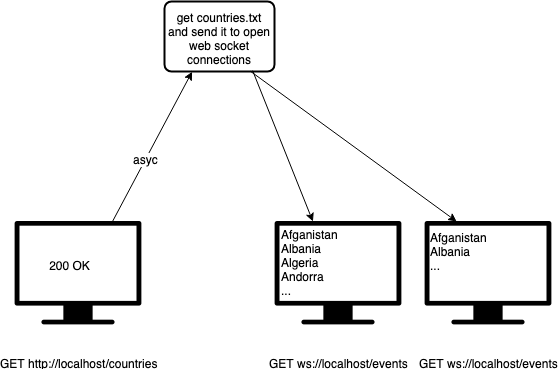 get countries.txt
and send it to open
web socket
connections
asyc
200 OK
Afganistan
Albania
Algeria
Andorra
...
Afganistan
Albania
...
GET http://localhost/countries
GET ws://localhost/events
GET ws://localhost/events